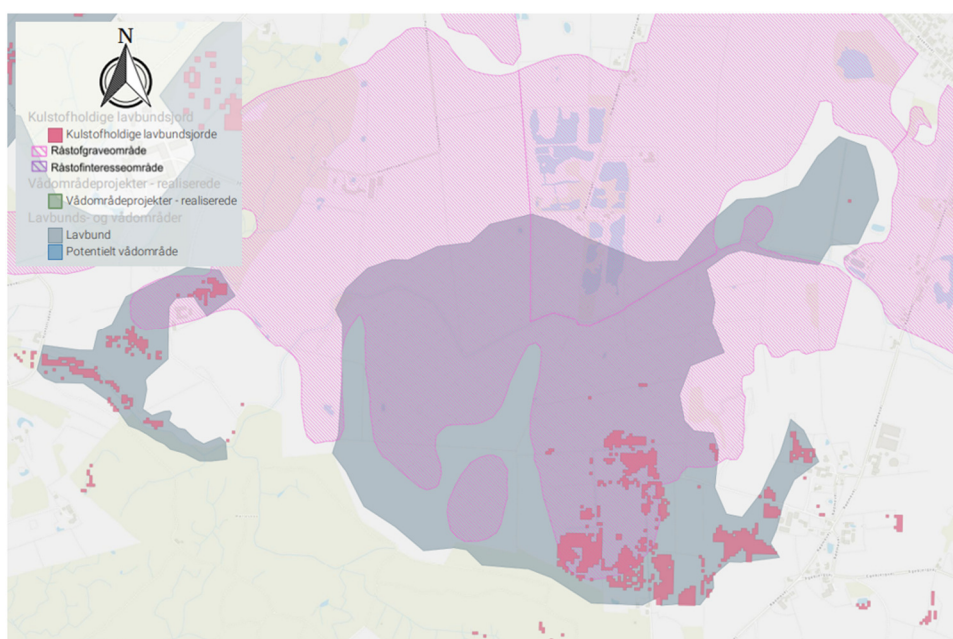 N
Kulstofholdige lavbundsjord
Kulstofholdige lavbundsjorde
Råstofgraveområde
Råstofinteresseområde
Vådområdeprojekter - realiserede
Vådområdeprojekter - realiserede
Lavbunds- og vådområder
Lavbund
Potentielt vådområde